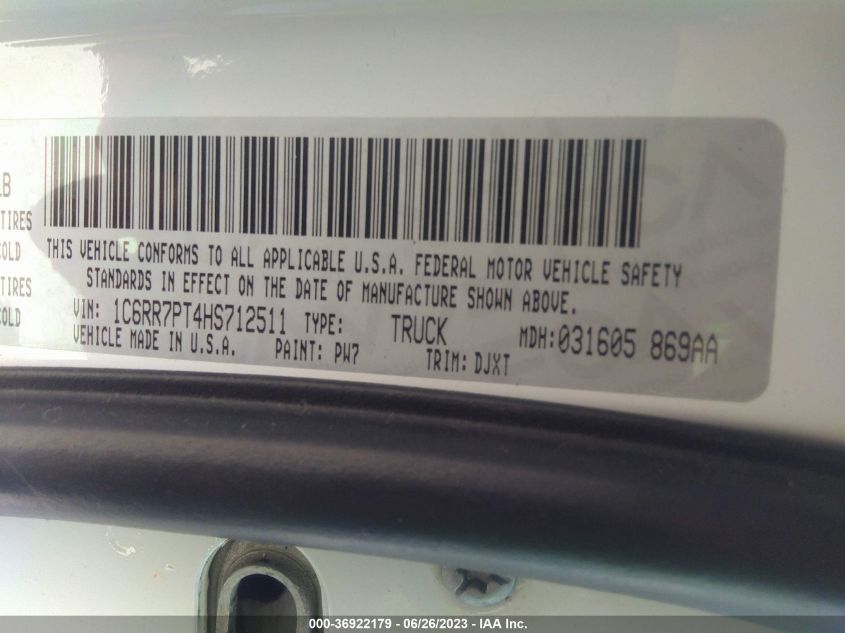 LB
TIRES
COLD
TIRES
COLD
THIS VEHICLE CONFORMS TO ALL APPLICABLE U.S.A. FEDERAL MOTOR VEHICLE SAFETY
STANDARDS IN EFFECT ON THE DATE OF MANUFACTURE SHOWN ABOVE.
VIN: 1C6RR7PT4HS712511 TYPE: TRUCK MDH:031605 869AA
VEHICLE MADE IN U.S.A. PAINT: PW7 TRIM: DJXT
000-36922179 - 06/26/2023 - IAA Inc.